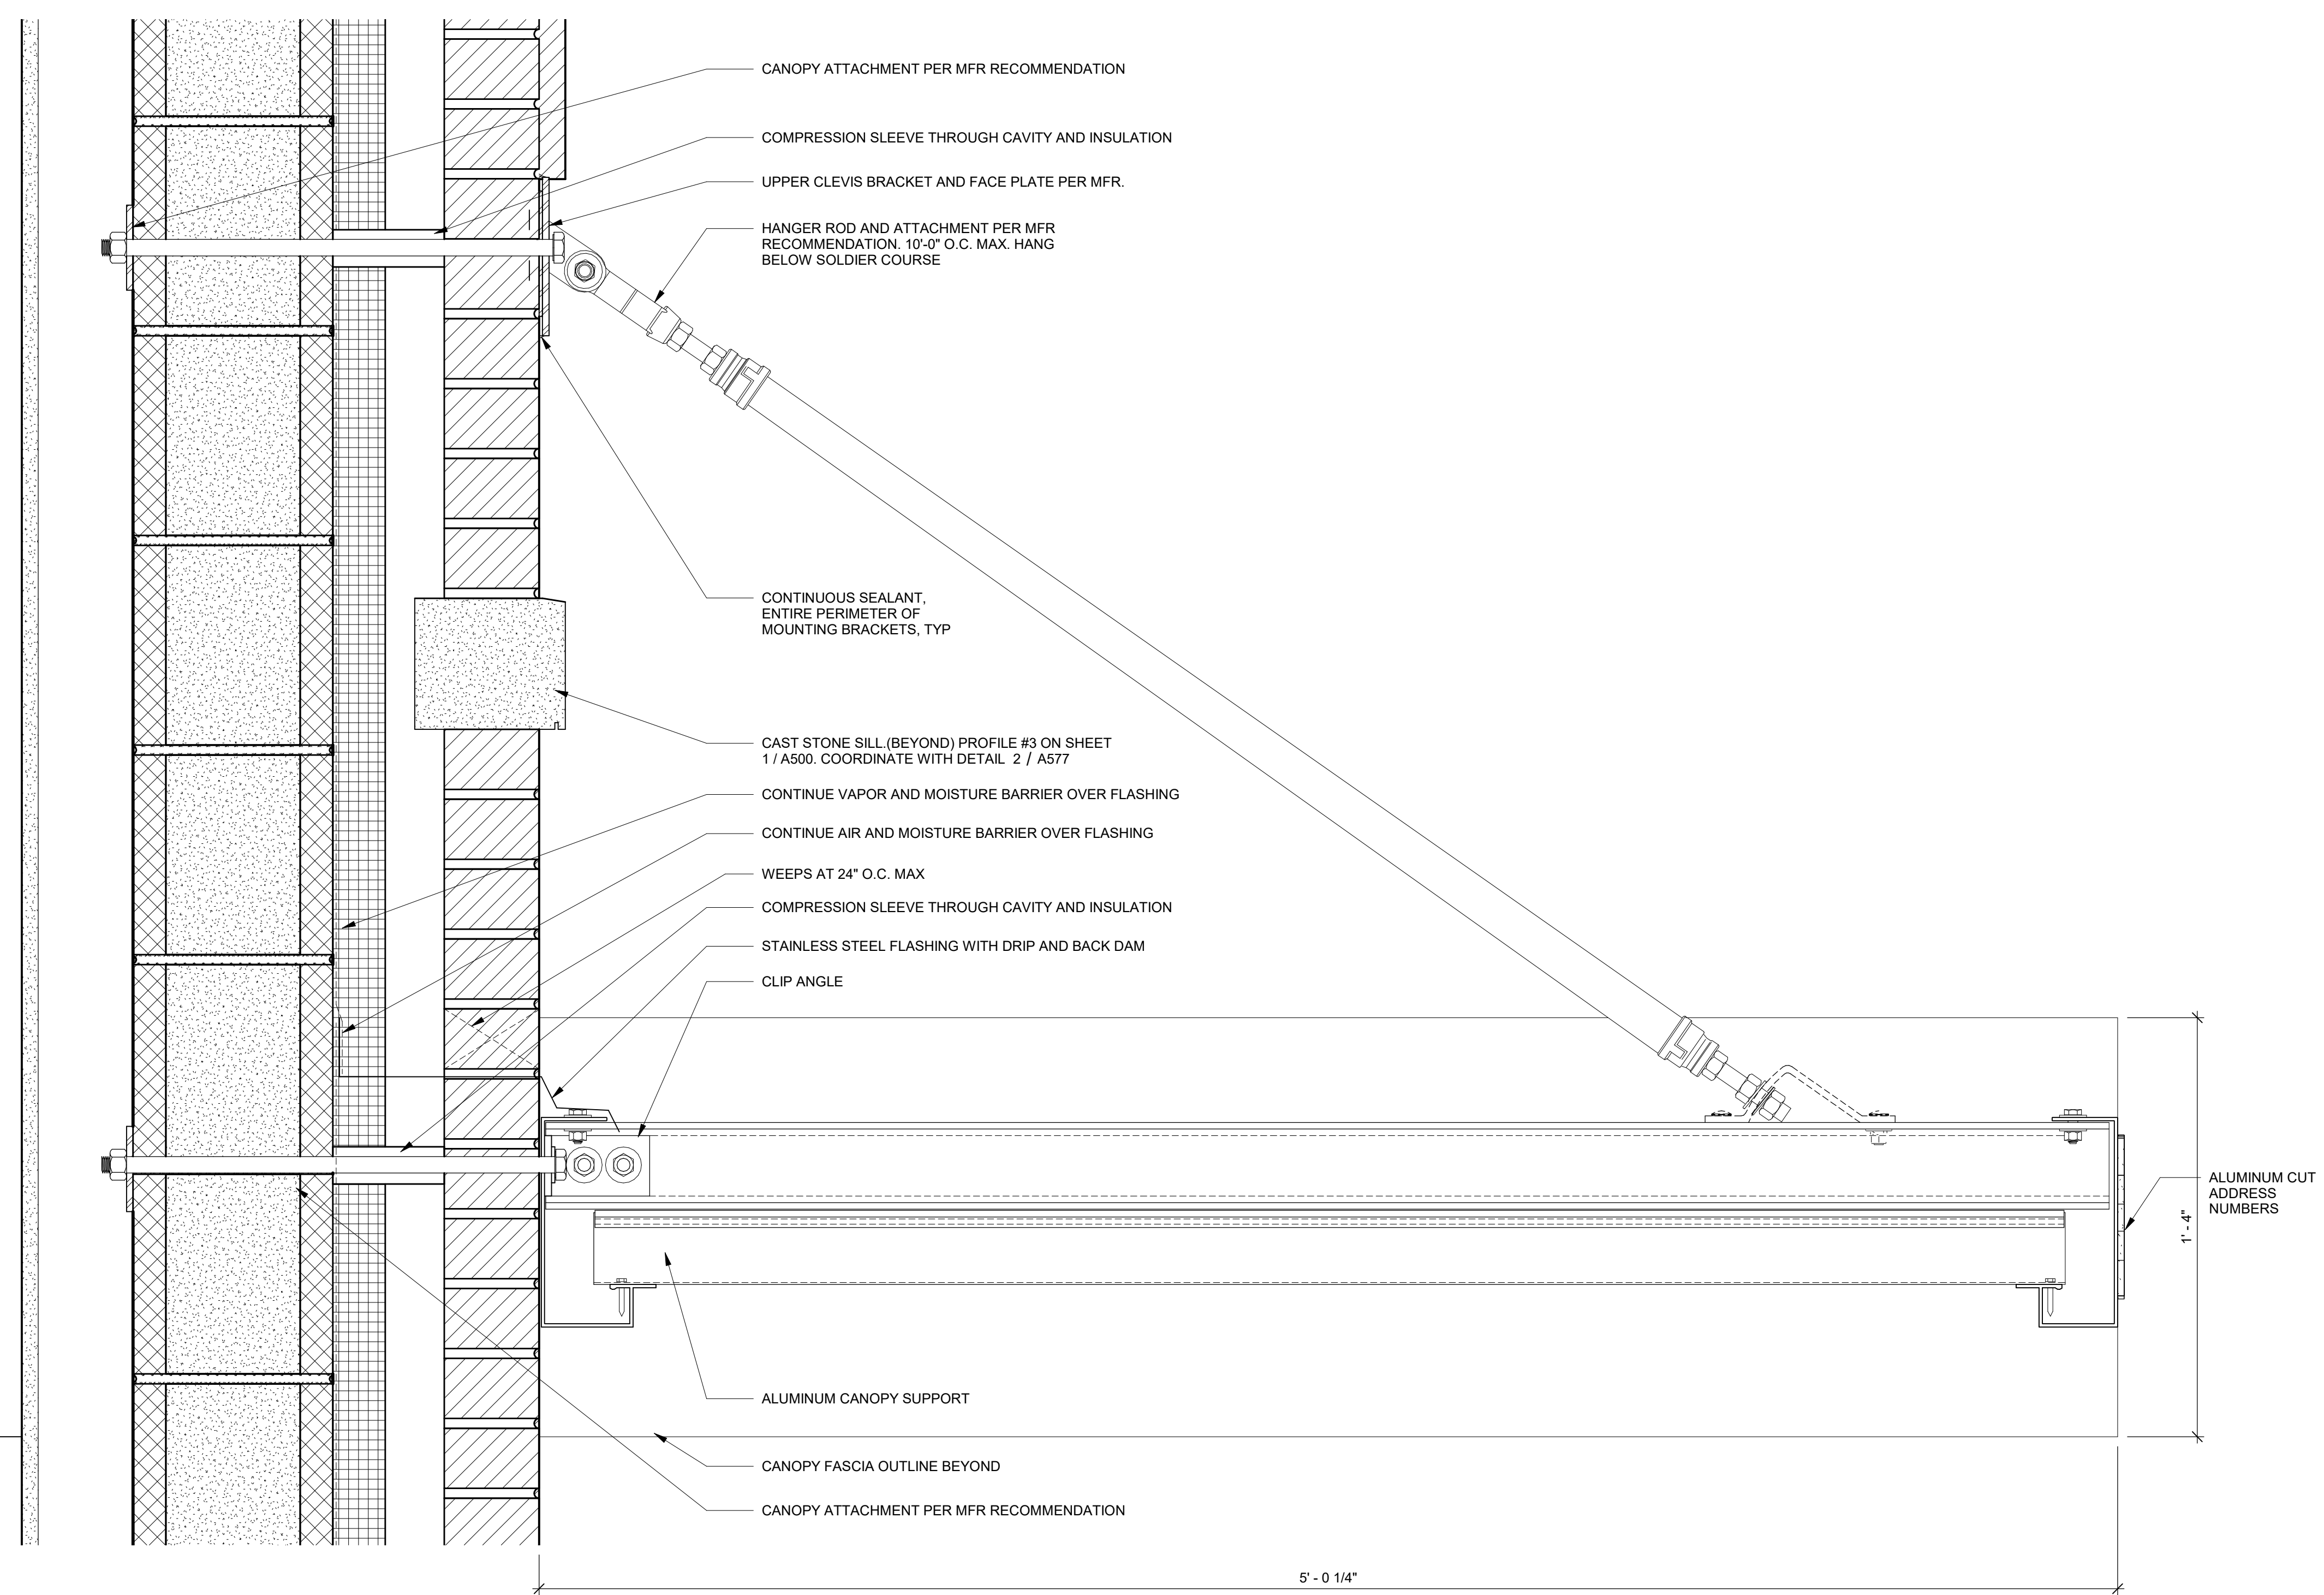 CANOPY ATTACHMENT PER MFR RECOMMENDATION
COMPRESSION SLEEVE THROUGH CAVITY AND INSULATION
UPPER CLEVIS BRACKET AND FACE PLATE PER MFR.
HANGER ROD AND ATTACHMENT PER MFR
RECOMMENDATION. 10'-0" O.C. MAX. HANG
BELOW SOLDIER COURSE
CONTINUOUS SEALANT,
ENTIRE PERIMETER OF
MOUNTING BRACKETS, TYP
CAST STONE SILL.(BEYOND) PROFILE #3 ON SHEET
1 / A500. COORDINATE WITH DETAIL 2 / A577
CONTINUE VAPOR AND MOISTURE BARRIER OVER FLASHING
CONTINUE AIR AND MOISTURE BARRIER OVER FLASHING
WEEPS AT 24" O.C. MAX
COMPRESSION SLEEVE THROUGH CAVITY AND INSULATION
STAINLESS STEEL FLASHING WITH DRIP AND BACK DAM
CLIP ANGLE
ALUMINUM CUT
ADDRESS
NUMBERS
1' - 4"
ALUMINUM CANOPY SUPPORT
CANOPY FASCIA OUTLINE BEYOND
CANOPY ATTACHMENT PER MFR RECOMMENDATION
5' - 0 1/4"